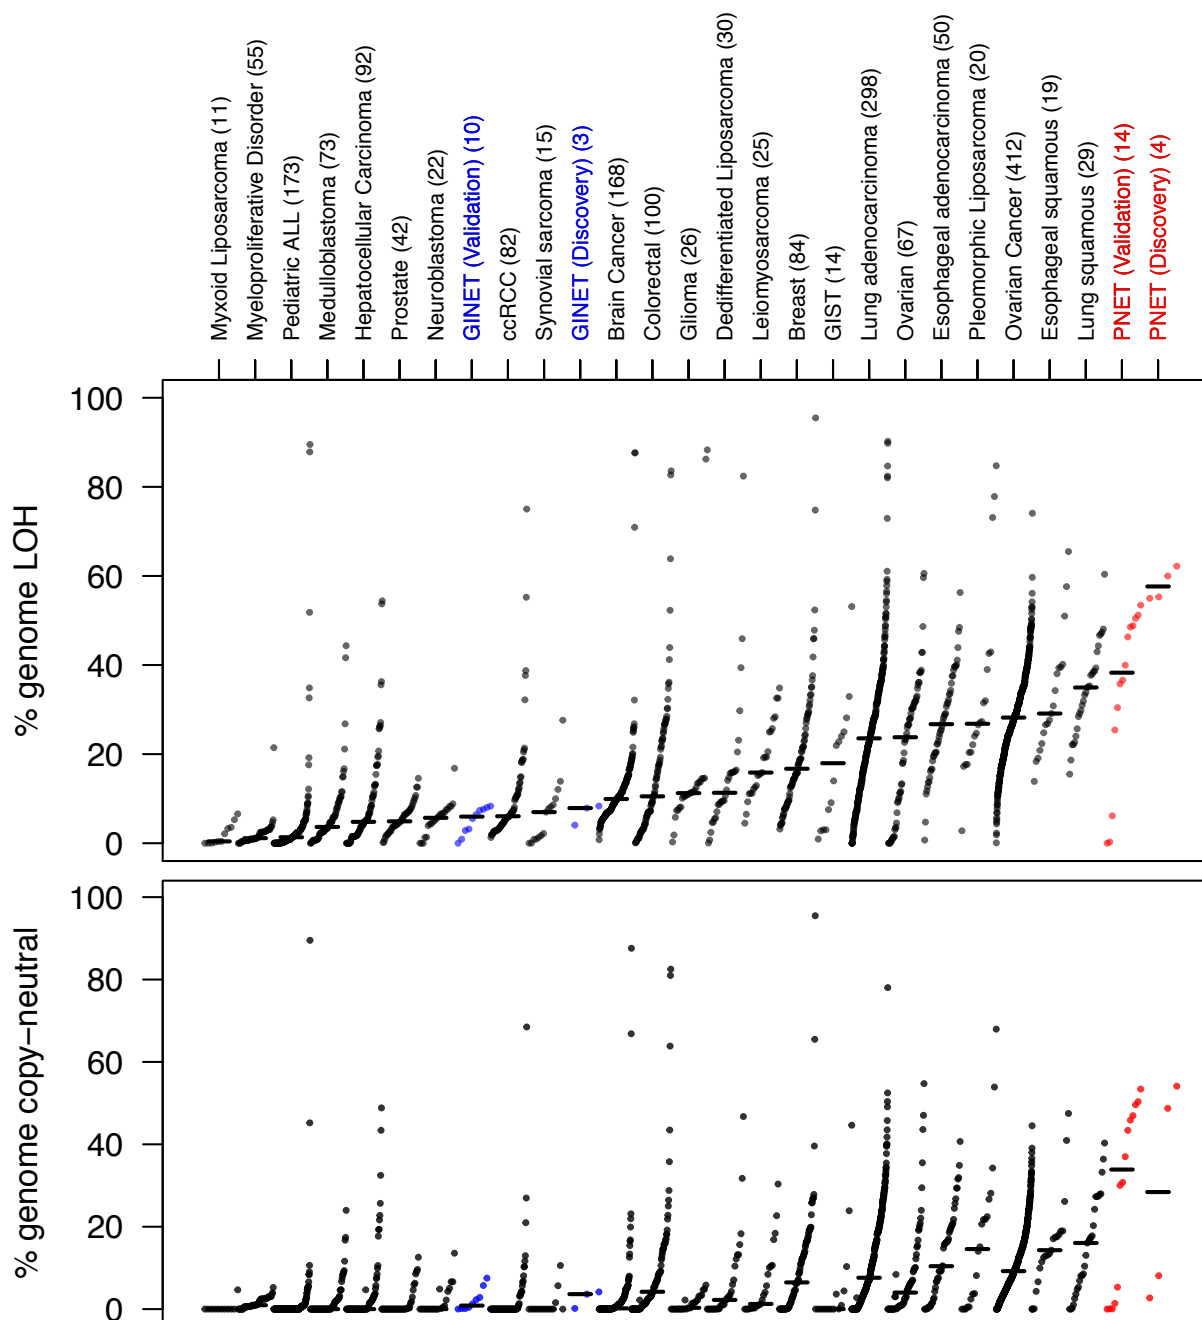 Myxoid Liposarcoma (11)
Myeloproliferative Disorder (55)
Pediatric ALL (173)
Medulloblastoma (73)
Hepatocellular Carcinoma (92)
Prostate (42)
Neuroblastoma (22)
GINET (Validation) (10)
ccRCC (82)
Synovial sarcoma (15)
GINET (Discovery) (3)
Brain Cancer (168)
Colorectal (100)
Glioma (26)
Dedifferentiated Liposarcoma (30)
Leiomyosarcoma (25)
Breast (84)
GIST (14)
Lung adenocarcinoma (298)
Ovarian (67)
Esophageal adenocarcinoma (50)
Pleomorphic Liposarcoma (20)
Ovarian Cancer (412)
Esophageal squamous (19)
Lung squamous (29)
PNET (Validation) (14)
PNET (Discovery) (4)
% genome LOH
100
80
60
40
20
0
% genome copy−neutral
100
80
60
40
20
0